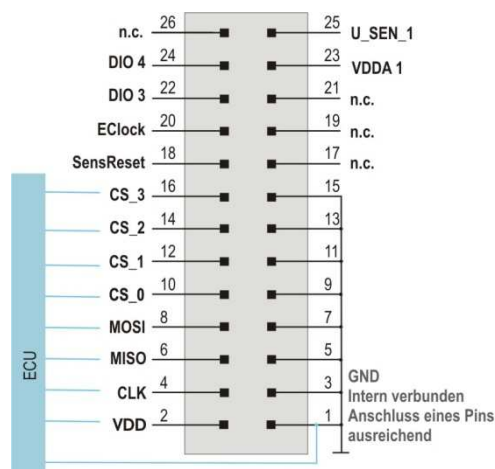 n.c. 26 25 U_SEN_1
DIO 4 24 23 VDDA 1
DIO 3 22 21 n.c.
EClock 20 19 n.c.
SensReset 18 17 n.c.
CS_3 16 15
CS_2 14 13
CS_1 12 11
CS_0 10 9
MOSI 8 7
MISO 6 5
CLK 4 3
VDD 2 1
GND
Intern verbunden
Anschluss eines Pins
ausreichend
ECU